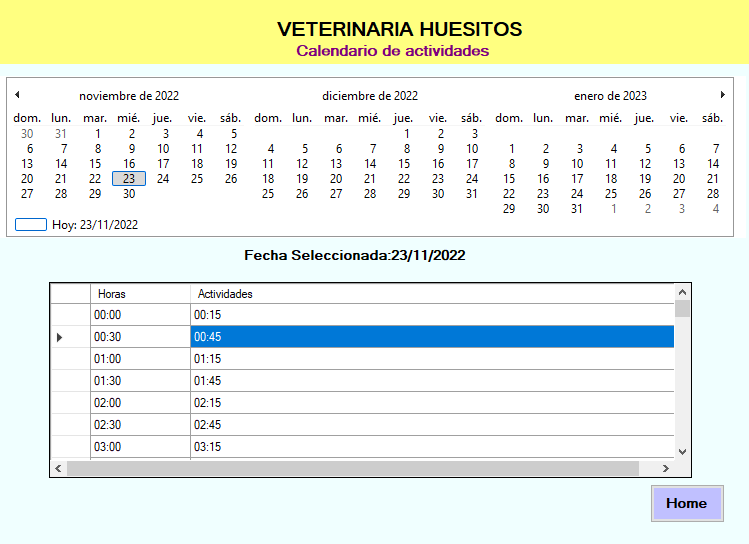 VETERINARIA HUESITOS
Calendario de actividades
noviembre de 2022
dom. lun. mar. mié. jue. vie. sáb.
30 31 1 2 3 4 5
6 7 8 9 10 11 12
13 14 15 16 17 18 19
20 21 22 23 24 25 26
27 28 29 30
diciembre de 2022
dom. lun. mar. mié. jue. vie. sáb.
1 2 3
4 5 6 7 8 9 10
11 12 13 14 15 16 17
18 19 20 21 22 23 24
25 26 27 28 29 30 31
enero de 2023
dom. lun. mar. mié. jue. vie. sáb.
1 2 3 4 5 6 7
8 9 10 11 12 13 14
15 16 17 18 19 20 21
22 23 24 25 26 27 28
29 30 31 1 2 3 4
Hoy: 23/11/2022
Fecha Seleccionada:23/11/2022
Horas Actividades
00:00 00:15
00:30 00:45
01:00 01:15
01:30 01:45
02:00 02:15
02:30 02:45
03:00 03:15
Home